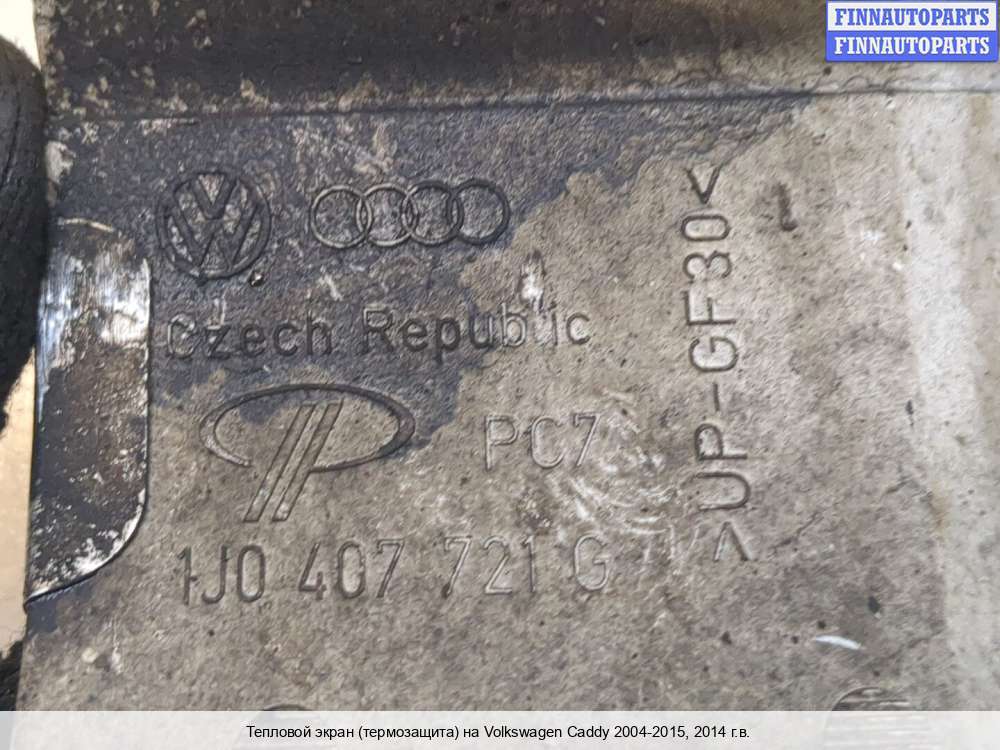 FINNAUTOPARTS
FINNAUTOPARTS
Czech Republic
PC7
>UP-GF30<
1J0 407 721 G
Тепловой экран (термозащита) на Volkswagen Caddy 2004-2015, 2014 г.в.